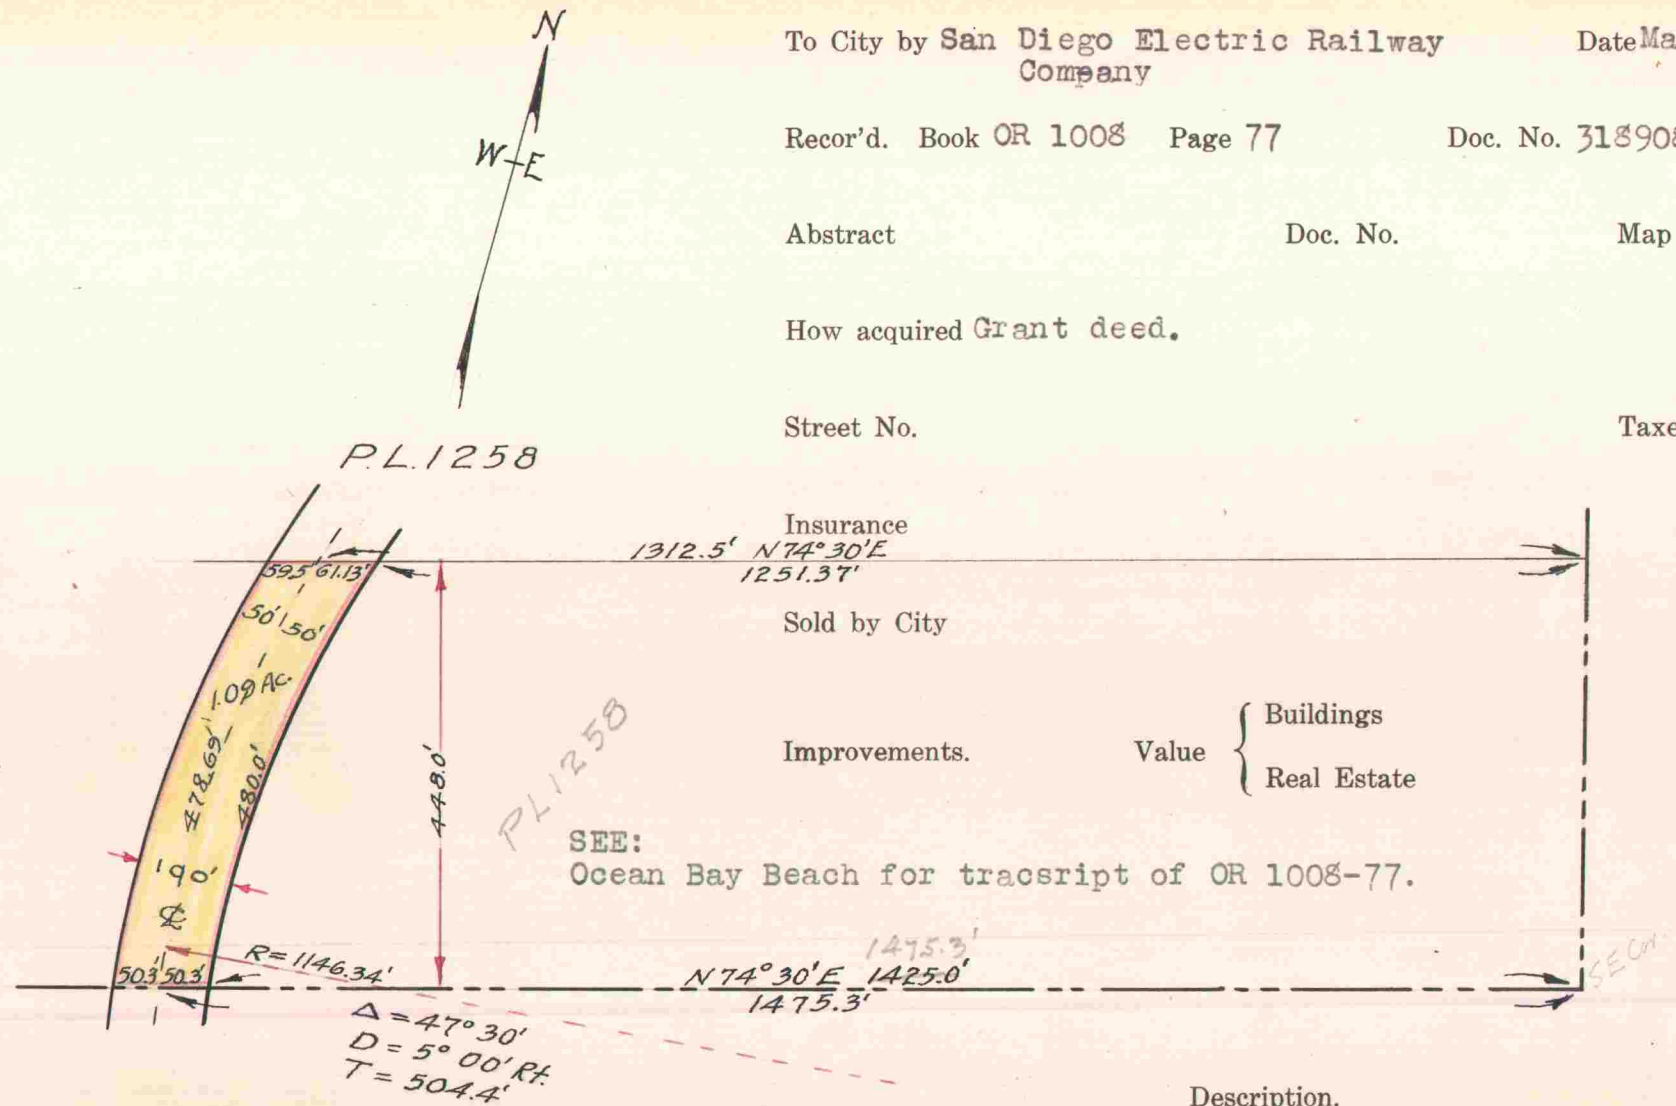 N
W-E
To City by San Diego Electric Railway Date Ma
Company
Recor'd. Book OR 1008 Page 77 Doc. No. 318908
Abstract Doc. No. Map
How acquired Grant deed.
Street No. Taxe
P.L.1258
Insurance
1312.5' N74°30'E
1251.37'
59.5' 61.13'
50' 50'
Sold by City
1.09 Ac.
478.69'
480.0'
448.0'
PL1258
Improvements. Value { Buildings
Real Estate
SEE:
Ocean Bay Beach for tracsript of OR 1008-77.
190'
℄
1475.3'
R=1146.34'
50.3' 50.3'
N74°30'E 1425.0'
1475.3'
SE Cor.
Δ=47°30'
D=5°00' Rt.
T=504.4'
Description.